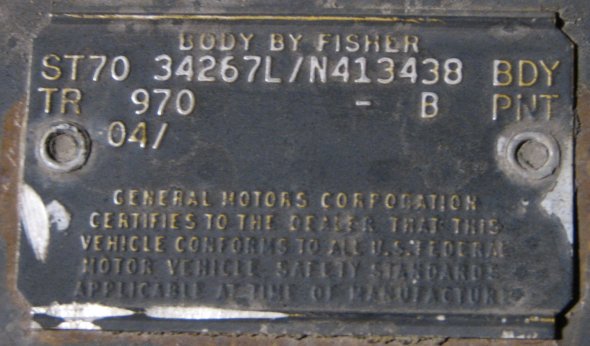 BODY BY FISHER
ST70 34267L/N413438 BDY
TR 970 - B PNT
04/
GENERAL MOTORS CORPORATION
CERTIFIES TO THE DEALER THAT THIS
VEHICLE CONFORMS TO ALL U.S. FEDERA
MOTOR VEHICLE SAFETY STANDARDS
APPLICABLE AT TIME OF MANUFACTURE